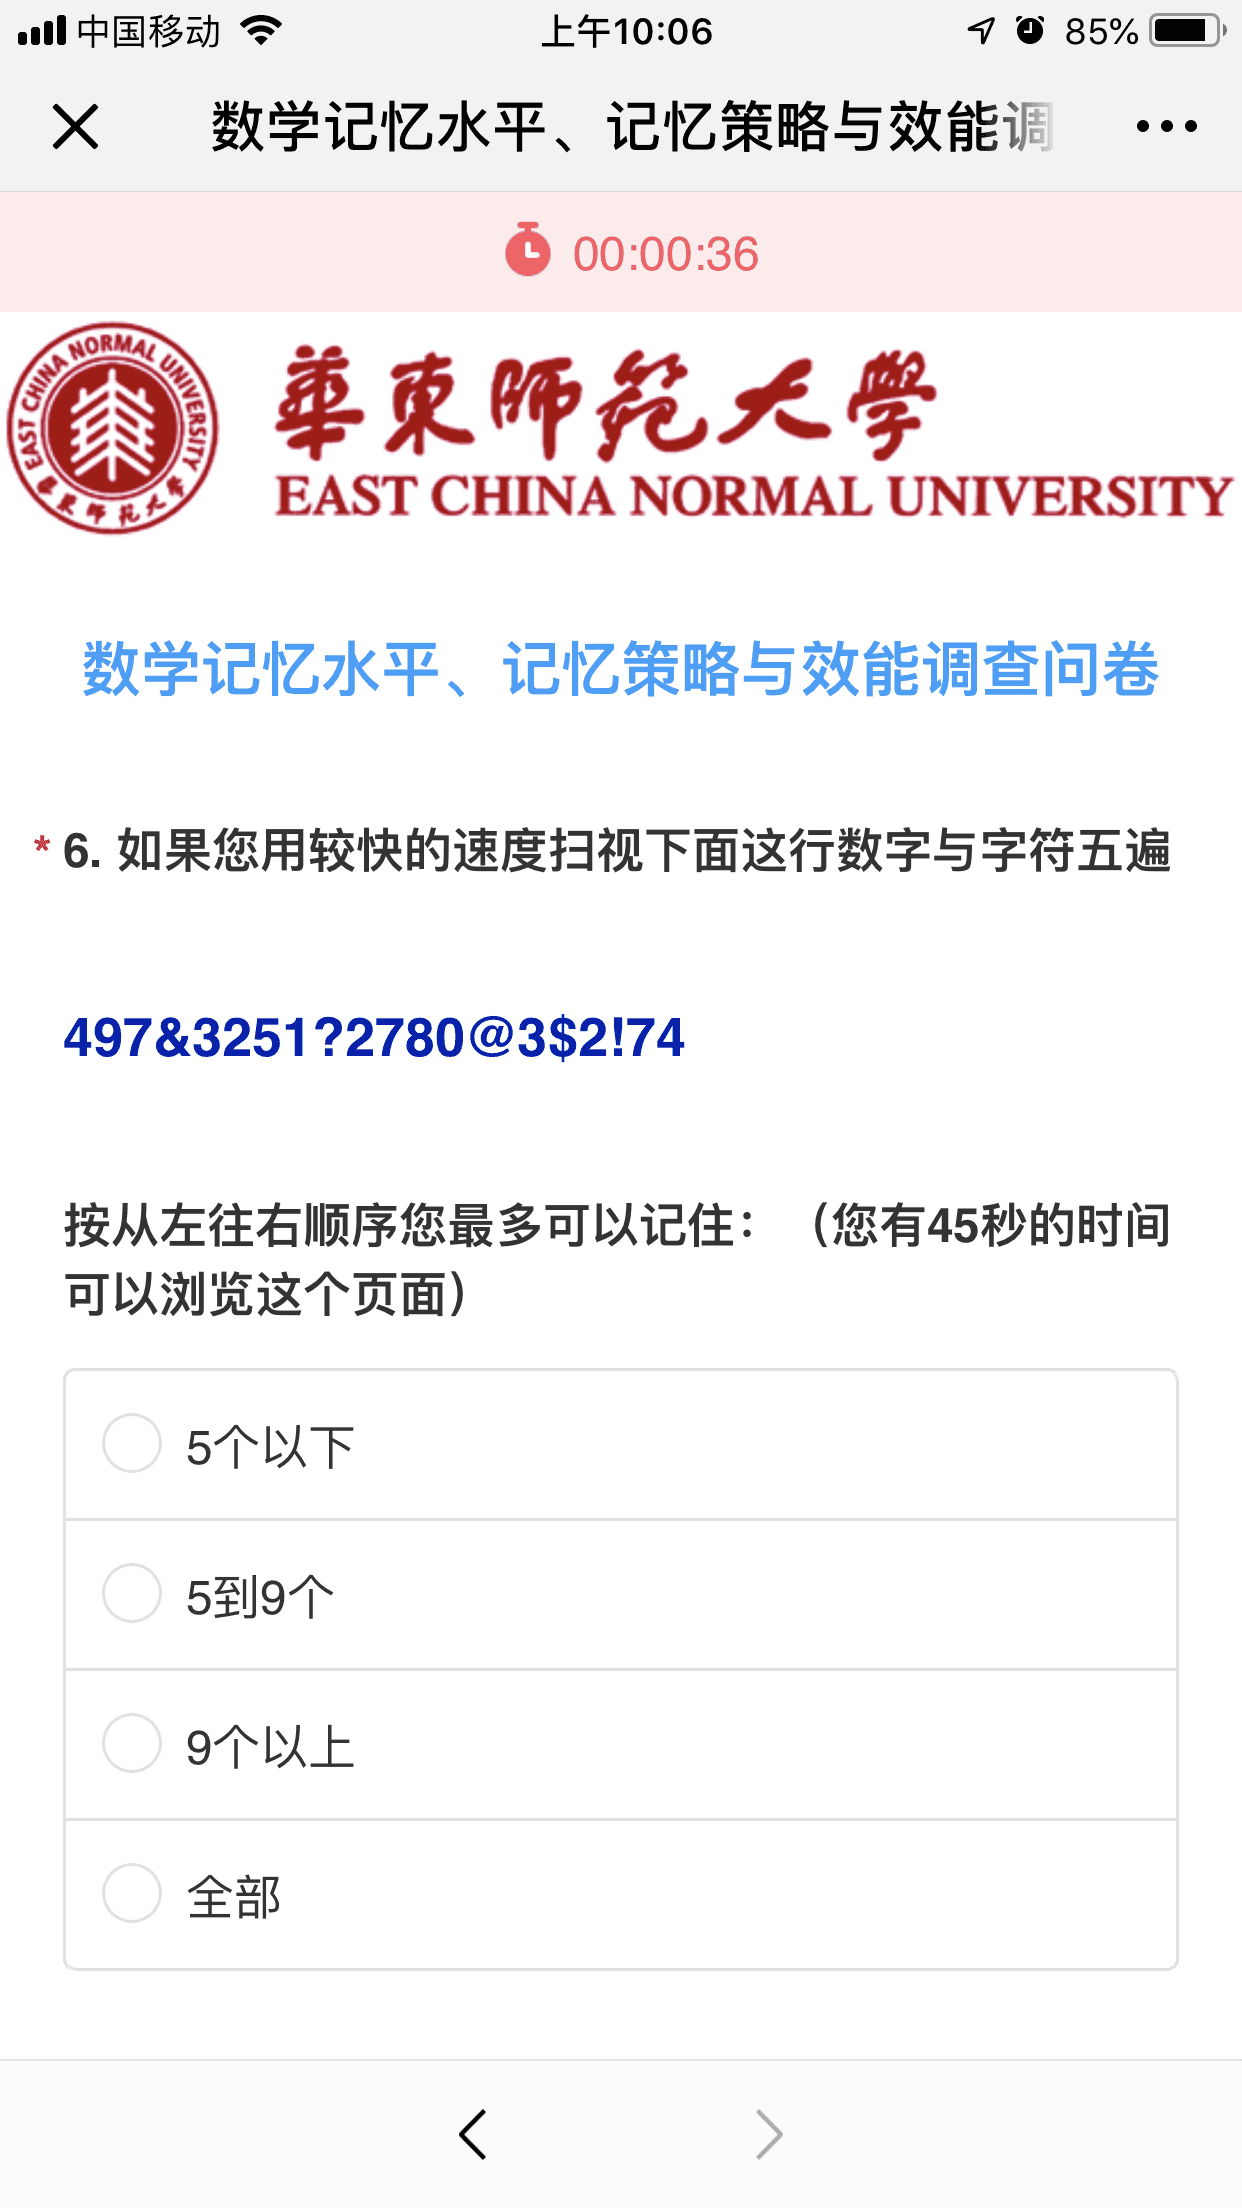 中国移动 上午10:06 85%
数学记忆水平、记忆策略与效能调
00:00:36
EAST CHINA NORMAL UNIVERSITY
華東師范大學
華東師范大學
EAST CHINA NORMAL UNIVERSITY
数学记忆水平、记忆策略与效能调查问卷
* 6. 如果您用较快的速度扫视下面这行数字与字符五遍
497&3251?2780@3$2!74
按从左往右顺序您最多可以记住：（您有45秒的时间
可以浏览这个页面）
5个以下
5到9个
9个以上
全部